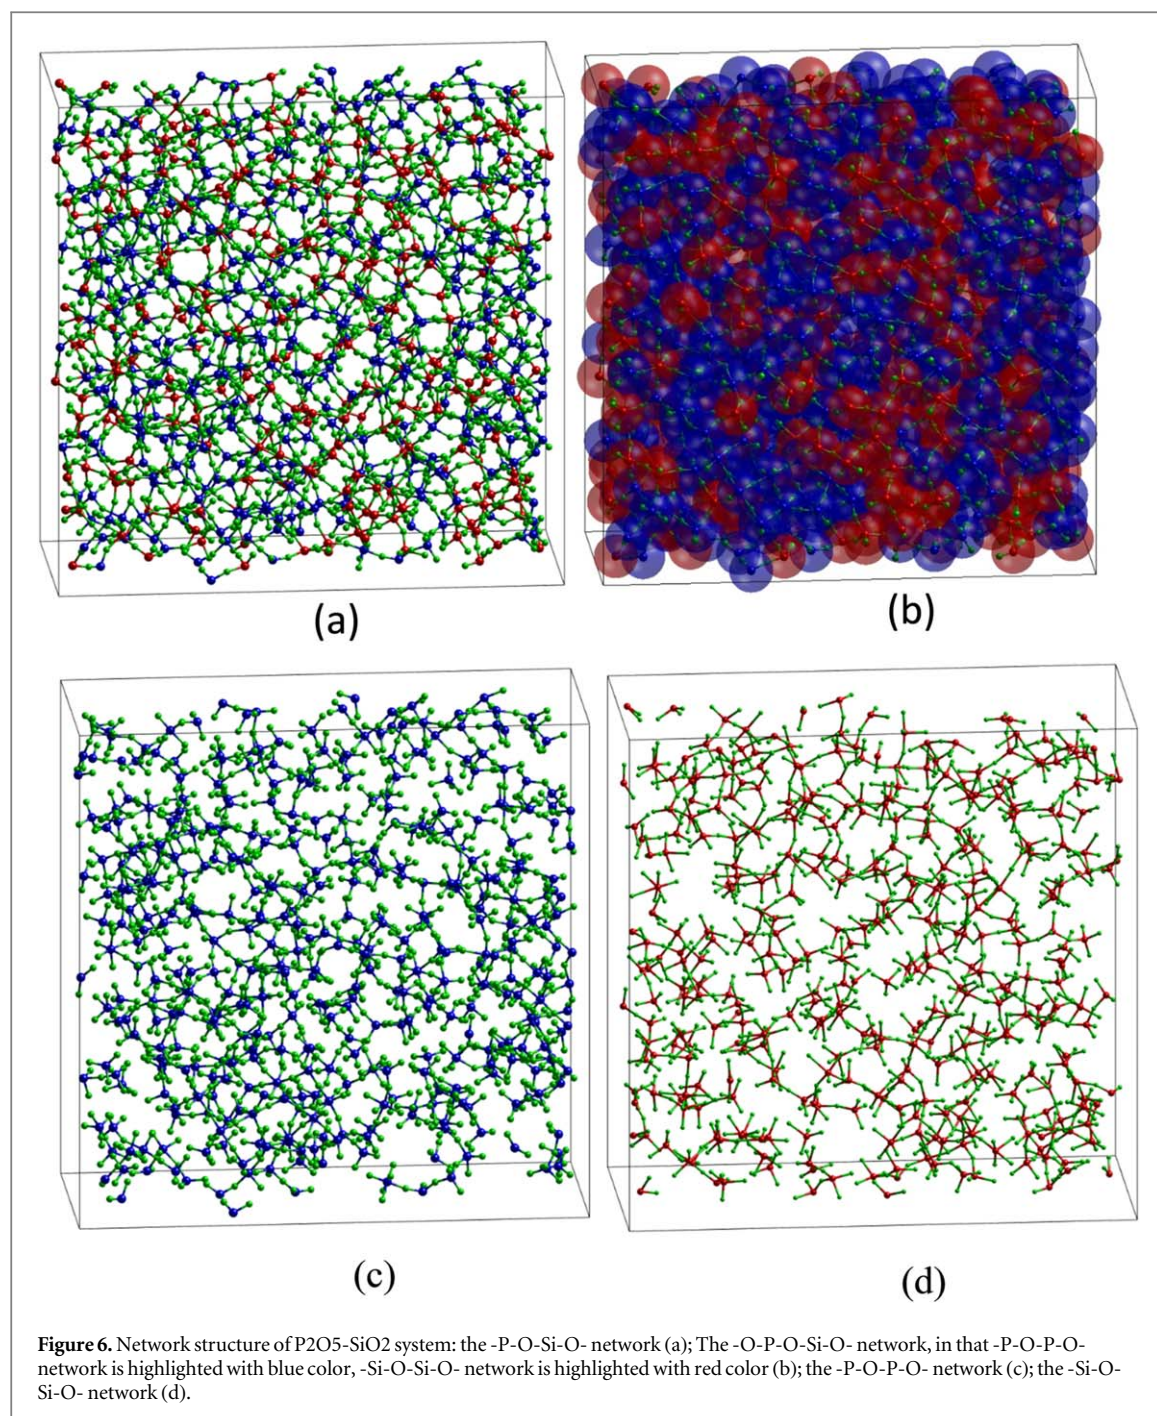 (a)
(b)
(c)
(d)
Figure 6. Network structure of P2O5-SiO2 system: the -P-O-Si-O- network (a); The -O-P-O-Si-O- network, in that -P-O-P-O-
network is highlighted with blue color, -Si-O-Si-O- network is highlighted with red color (b); the -P-O-P-O- network (c); the -Si-O-
Si-O- network (d).